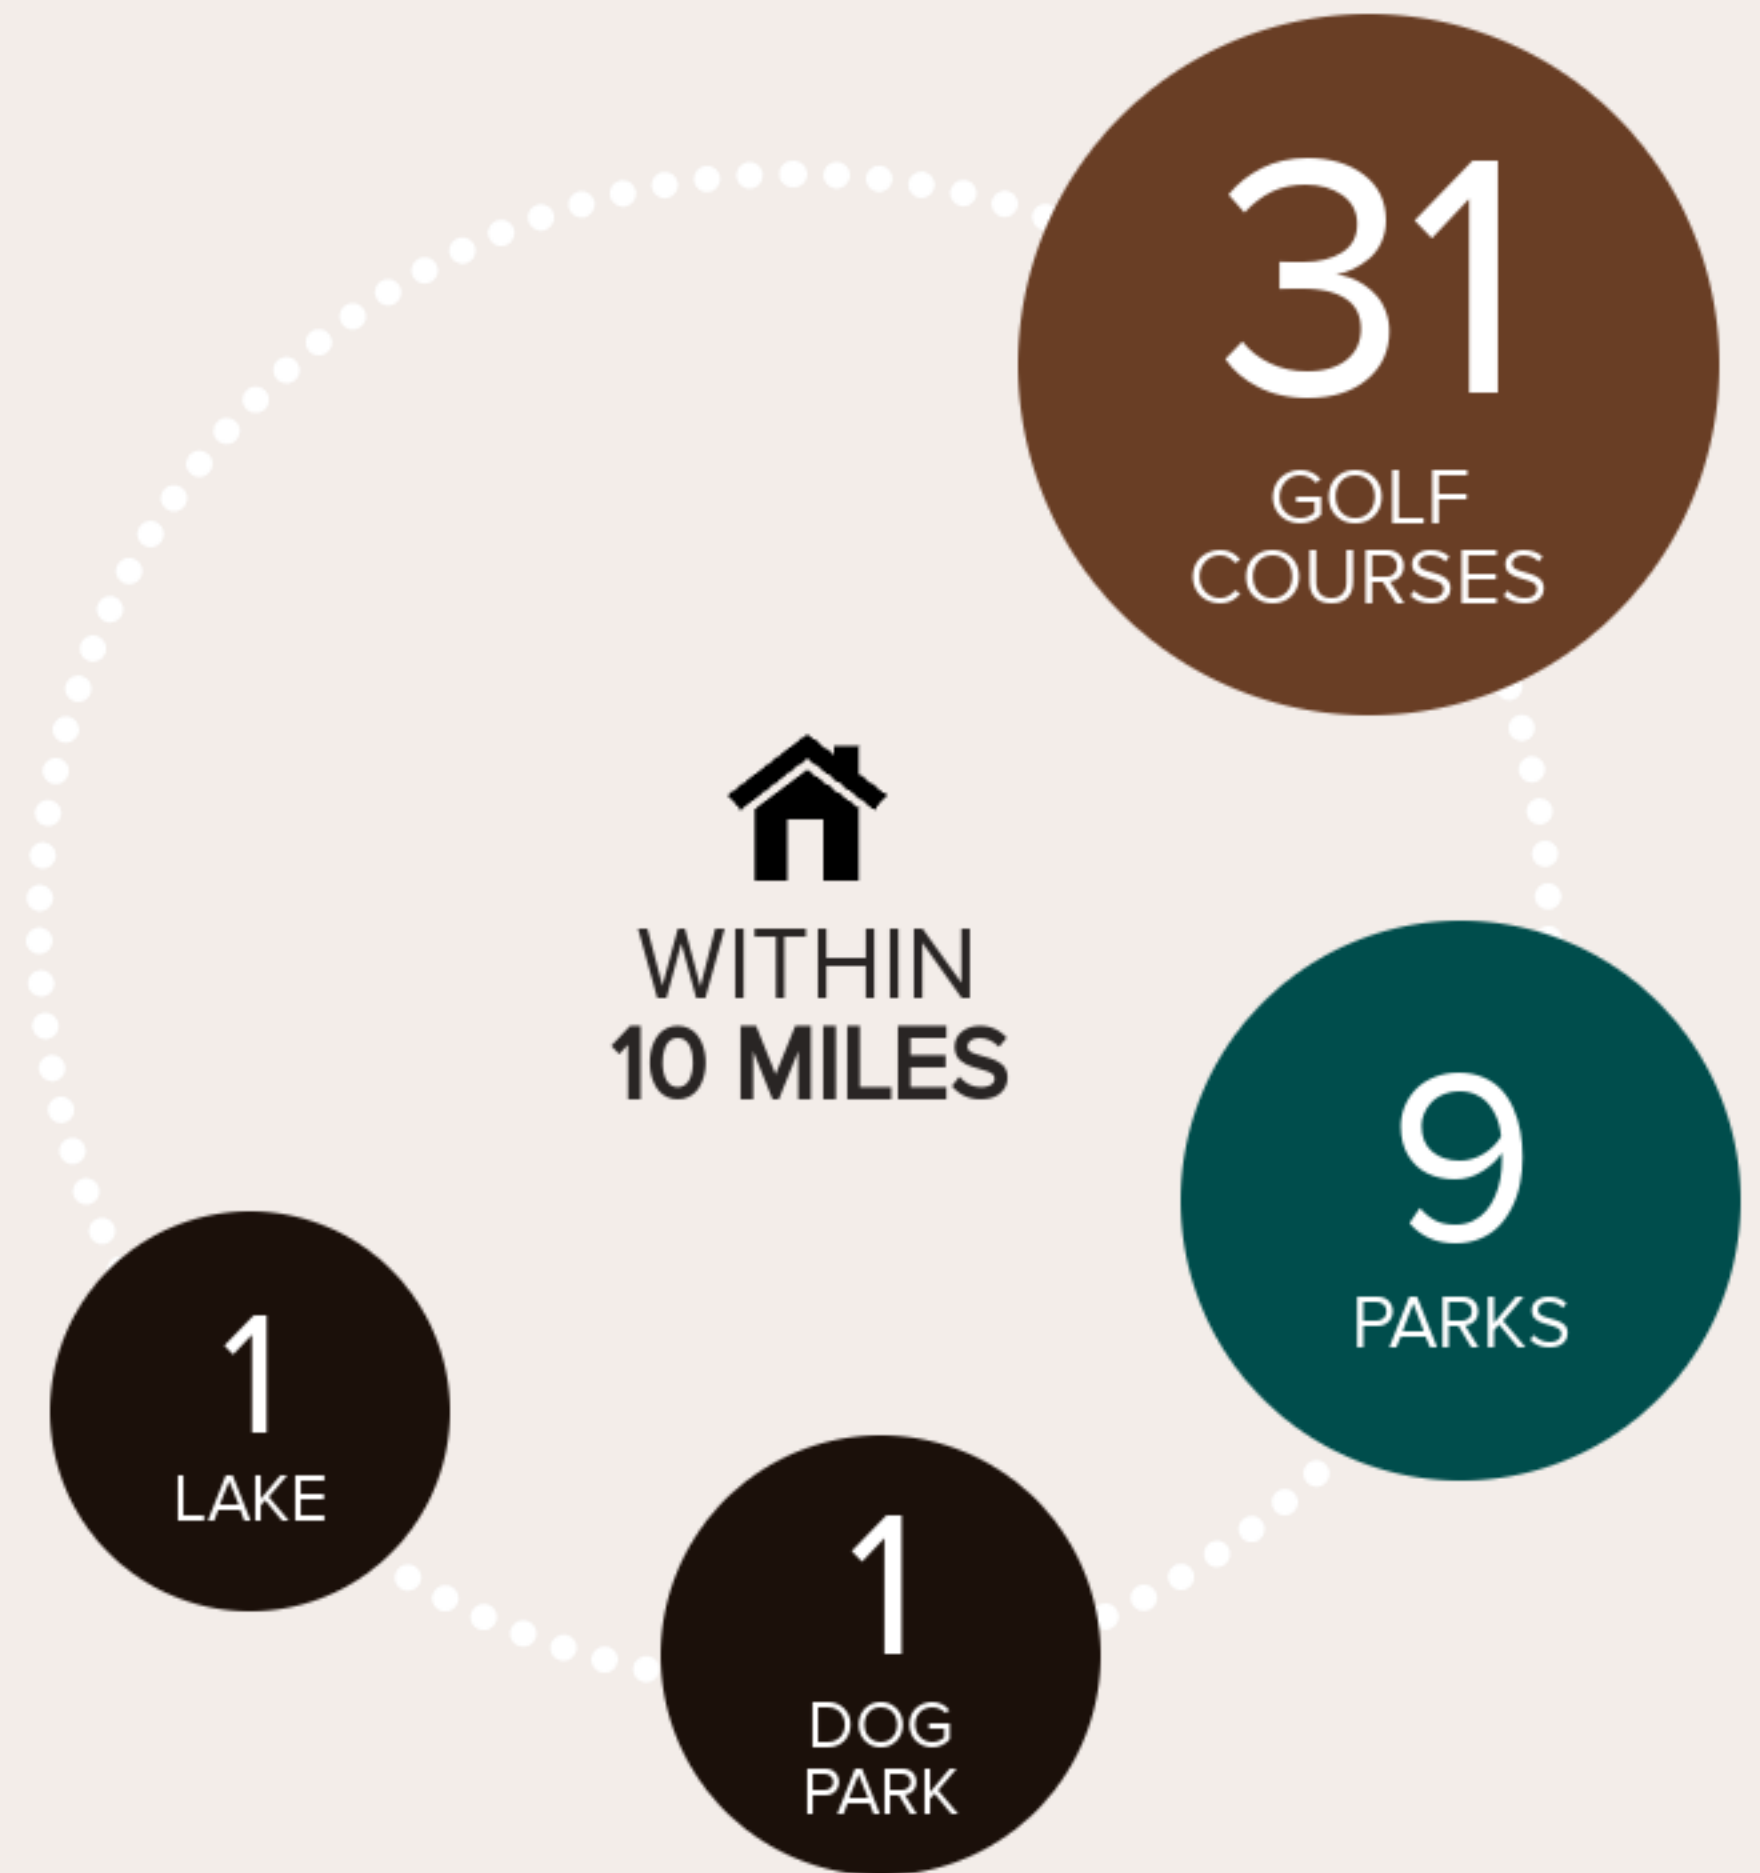 31
GOLF
COURSES
WITHIN
10 MILES
9
PARKS
1
LAKE
1
DOG
PARK